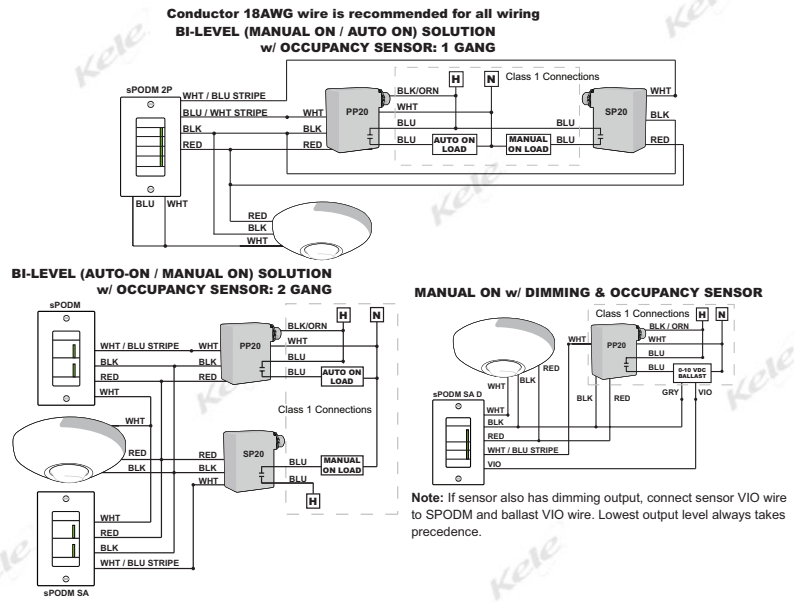 Conductor 18AWG wire is recommended for all wiring
BI-LEVEL (MANUAL ON / AUTO ON) SOLUTION
w/ OCCUPANCY SENSOR: 1 GANG
sPODM 2P
WHT / BLU STRIPE
BLU / WHT STRIPE
BLK
RED
BLU WHT
WHT
BLK
RED
PP20
BLK/ORN
WHT
BLU
BLU
H
N
Class 1 Connections
AUTO ON
LOAD
MANUAL
ON LOAD
BLU
BLU
SP20
WHT
BLK
RED
RED
BLK
WHT
BI-LEVEL (AUTO-ON / MANUAL ON) SOLUTION
w/ OCCUPANCY SENSOR: 2 GANG
sPODM
WHT / BLU STRIPE
BLK
RED
WHT
WHT
BLK
RED
PP20
BLK/ORN
WHT
BLU
BLU
H
N
AUTO ON
LOAD
Class 1 Connections
WHT
RED
BLK
RED
BLK
WHT
SP20
BLU
BLU
MANUAL
ON LOAD
H
WHT
RED
BLK
WHT / BLU STRIPE
sPODM SA
MANUAL ON w/ DIMMING & OCCUPANCY SENSOR
Class 1 Connections
H
N
WHT
PP20
BLK / ORN
WHT
BLU
BLU
0-10 VDC
BALLAST
GRY
VIO
RED
BLK
WHT
BLK
RED
sPODM SA D
WHT
BLK
RED
WHT / BLU STRIPE
VIO
Note: If sensor also has dimming output, connect sensor VIO wire
to SPODM and ballast VIO wire. Lowest output level always takes
precedence.
Kele
Kele
Kele
Kele
Kele
Kele
Kele